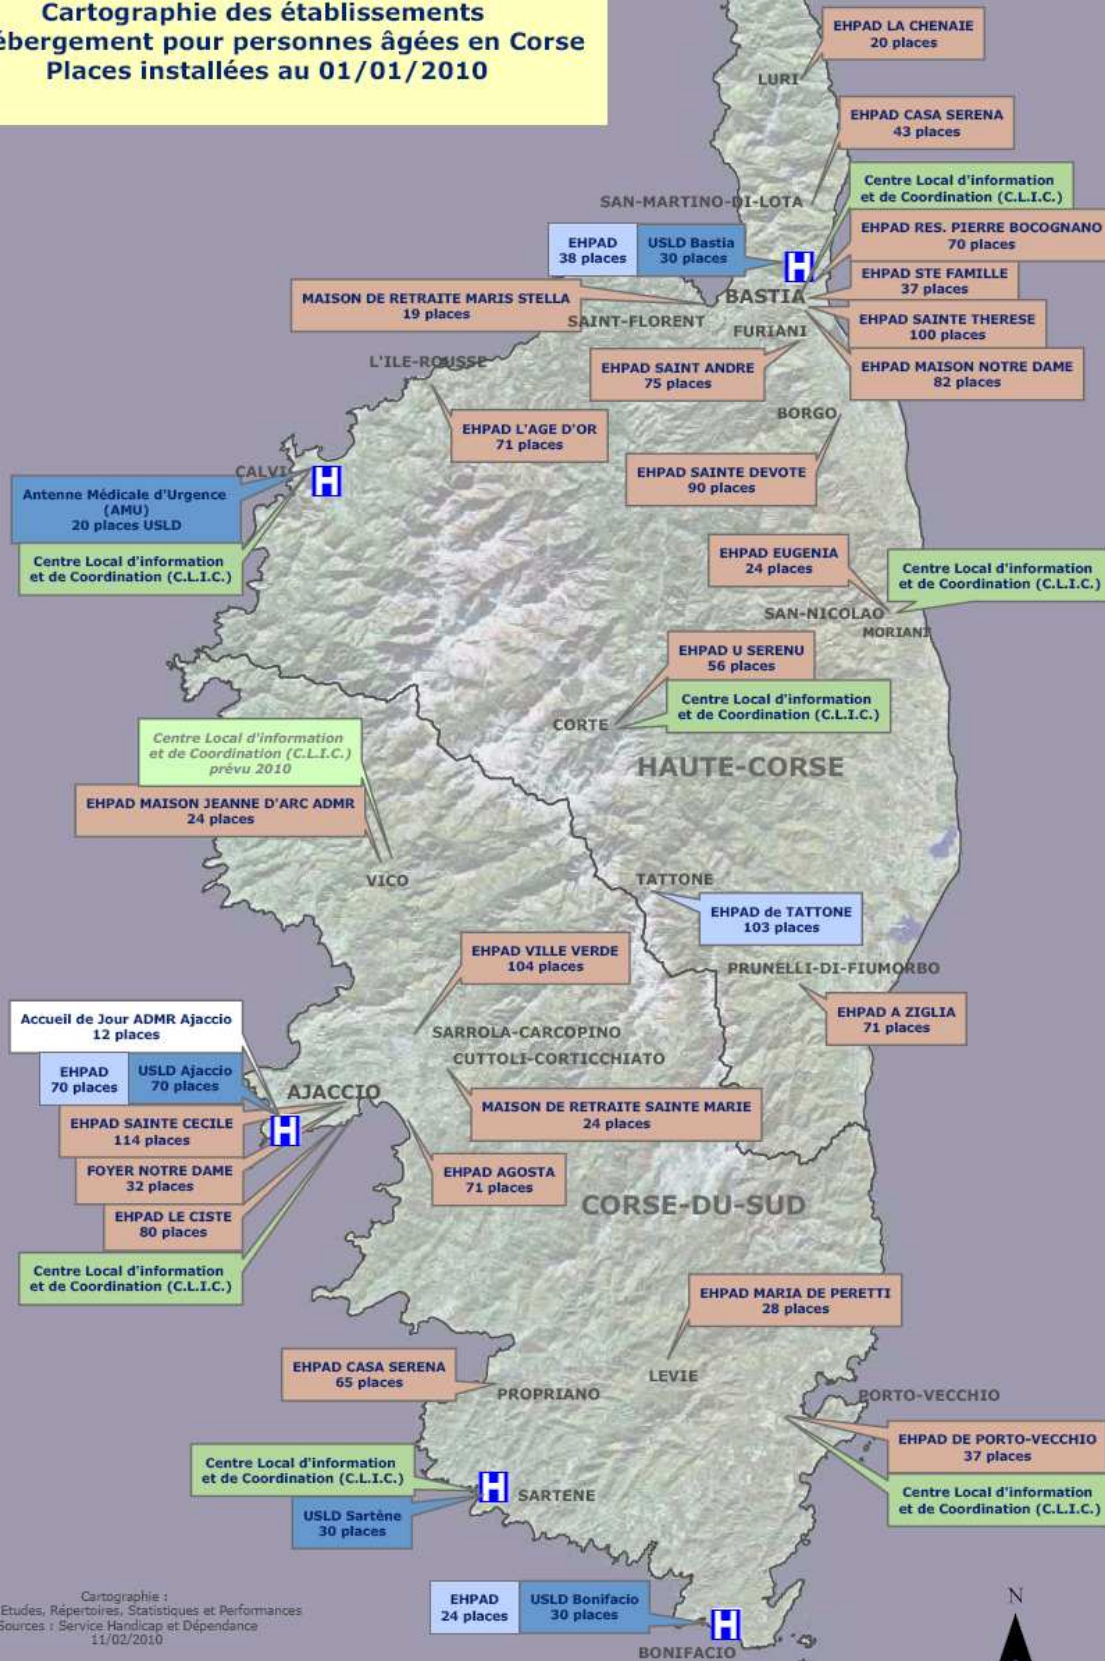 Cartographie des établissements
ébergement pour personnes âgées en Corse
Places installées au 01/01/2010
EHPAD LA CHENAIE
20 places
LURI
EHPAD CASA SERENA
43 places
Centre Local d'information
et de Coordination (C.L.I.C.)
SAN-MARTINO-DI-LOTA
EHPAD RES. PIERRE BOCOGNANO
70 places
EHPAD
38 places
USLD Bastia
30 places
H
EHPAD STE FAMILLE
37 places
MAISON DE RETRAITE MARIS STELLA
19 places
BASTIA
SAINT-FLORENT
EHPAD SAINTE THERESE
100 places
FURIANI
L'ILE-ROUSSE
EHPAD SAINT ANDRE
75 places
EHPAD MAISON NOTRE DAME
82 places
BORGO
EHPAD L'AGE D'OR
71 places
CALVI
H
EHPAD SAINTE DEVOTE
90 places
Antenne Médicale d'Urgence
(AMU)
20 places USLD
Centre Local d'information
et de Coordination (C.L.I.C.)
EHPAD EUGENIA
24 places
Centre Local d'information
et de Coordination (C.L.I.C.)
SAN-NICOLAO
MORIANI
EHPAD U SERENU
56 places
Centre Local d'information
et de Coordination (C.L.I.C.)
CORTE
Centre Local d'information
et de Coordination (C.L.I.C.)
prévu 2010
HAUTE-CORSE
EHPAD MAISON JEANNE D'ARC ADMR
24 places
VICO
TATTONE
EHPAD de TATTONE
103 places
EHPAD VILLE VERDE
104 places
PRUNELLI-DI-FIUMORBO
EHPAD A ZIGLIA
71 places
Accueil de Jour ADMR Ajaccio
12 places
SARROLA-CARCOPINO
CUTTOLI-CORTICCHIATO
EHPAD
70 places
USLD Ajaccio
70 places
AJACCIO
MAISON DE RETRAITE SAINTE MARIE
24 places
EHPAD SAINTE CECILE
114 places
H
FOYER NOTRE DAME
32 places
EHPAD AGOSTA
71 places
CORSE-DU-SUD
EHPAD LE CISTE
80 places
Centre Local d'information
et de Coordination (C.L.I.C.)
EHPAD MARIA DE PERETTI
28 places
EHPAD CASA SERENA
65 places
LEVIE
PROPRIANO
PORTO-VECCHIO
EHPAD DE PORTO-VECCHIO
37 places
Centre Local d'information
et de Coordination (C.L.I.C.)
Centre Local d'information
et de Coordination (C.L.I.C.)
H
SARTENE
USLD Sartène
30 places
EHPAD
24 places
USLD Bonifacio
30 places
H
BONIFACIO
Cartographie :
Etudes, Répertoires, Statistiques et Performances
Sources : Service Handicap et Dépendance
11/02/2010
N